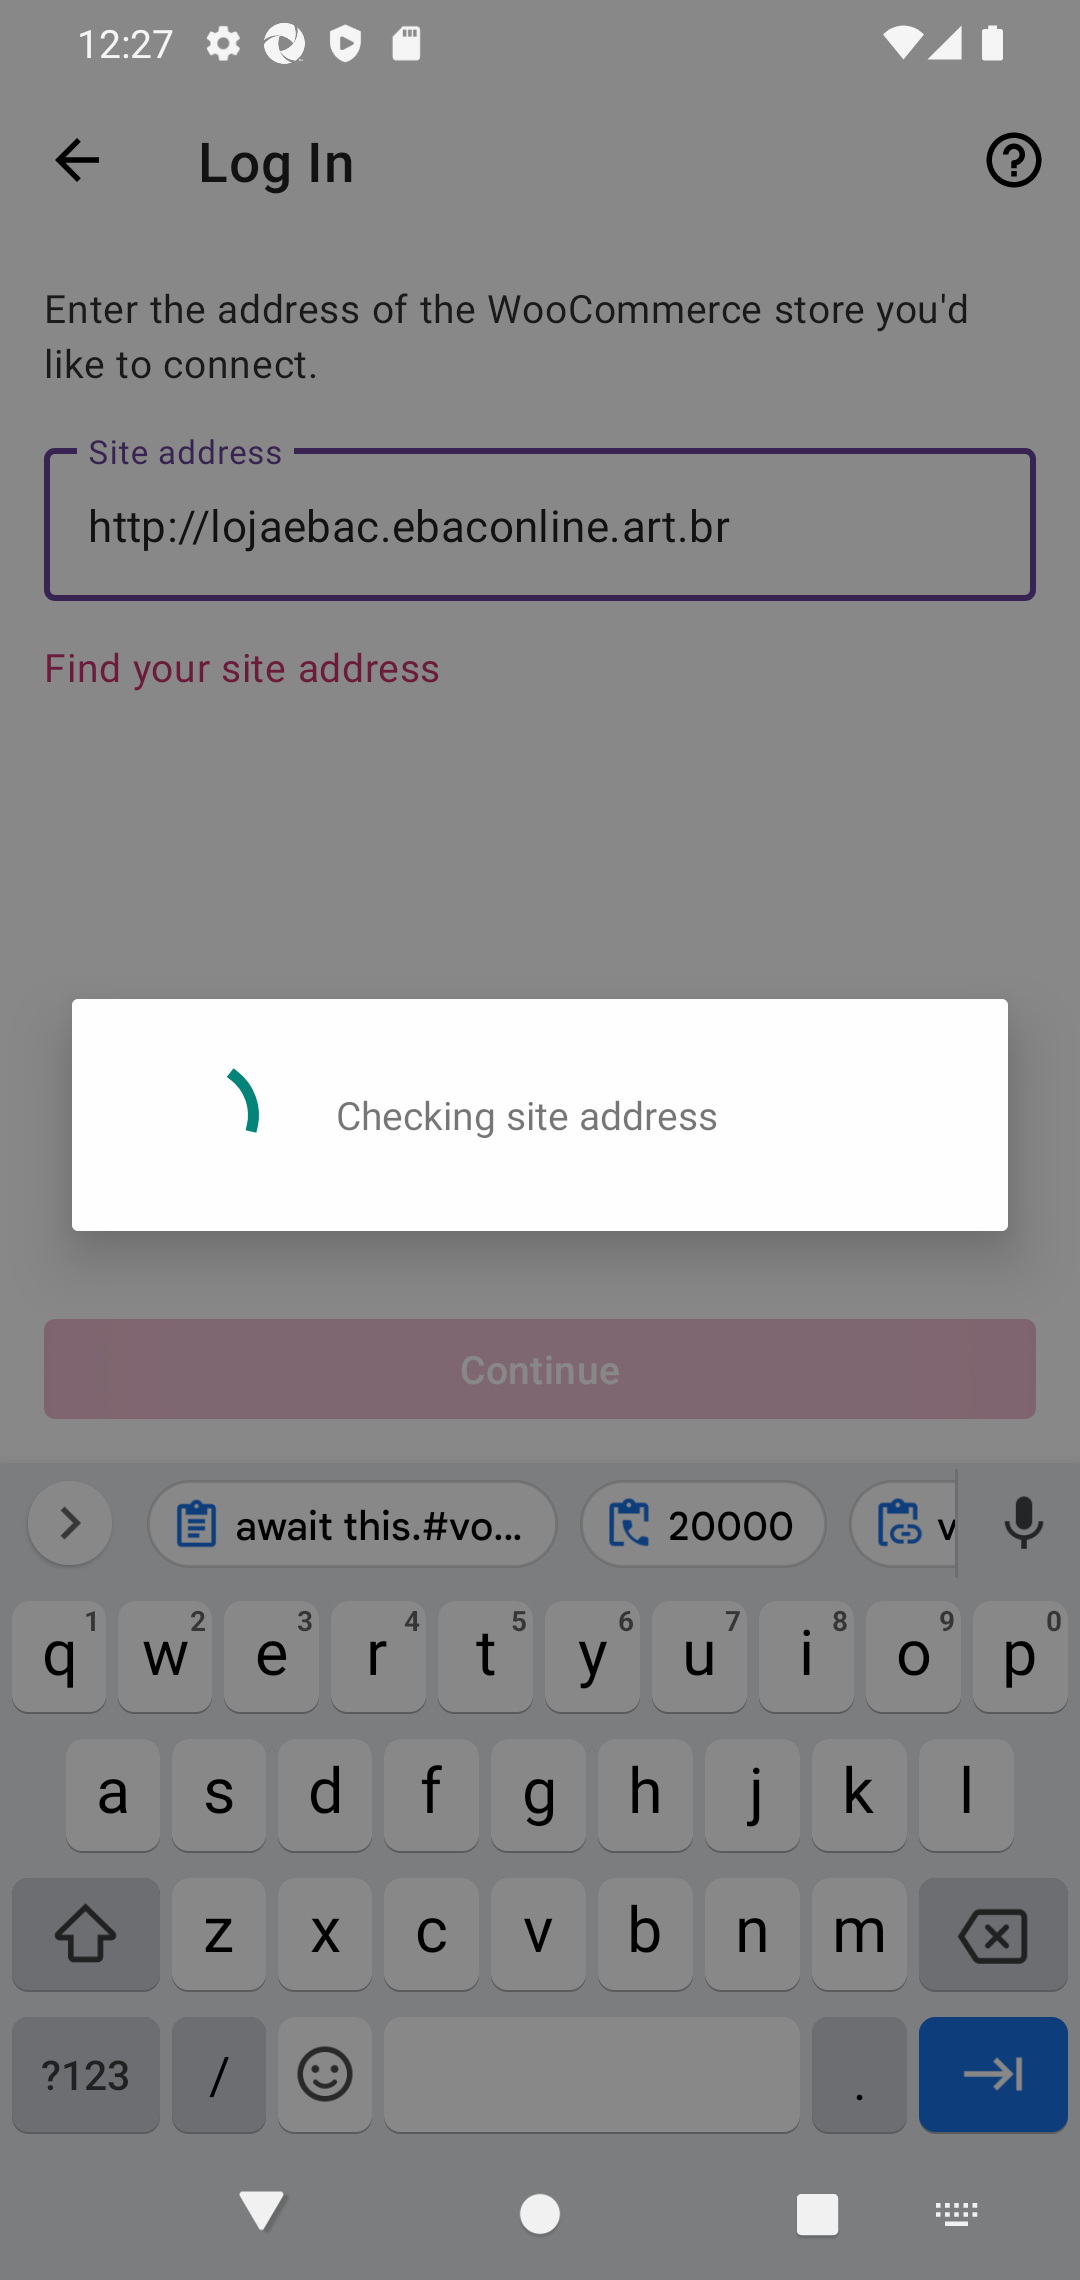 12:27
Log In
Enter the address of the WooCommerce store you'd
like to connect.
Site address
http://lojaebac.ebaconline.art.br
Find your site address
Checking site address
Continue
await this.#vo... 20000 v
1 2 3 4 5 6 7 8 9 0
q w e r t y u i o p
a s d f g h j k l
z x c v b n m
?123 / .